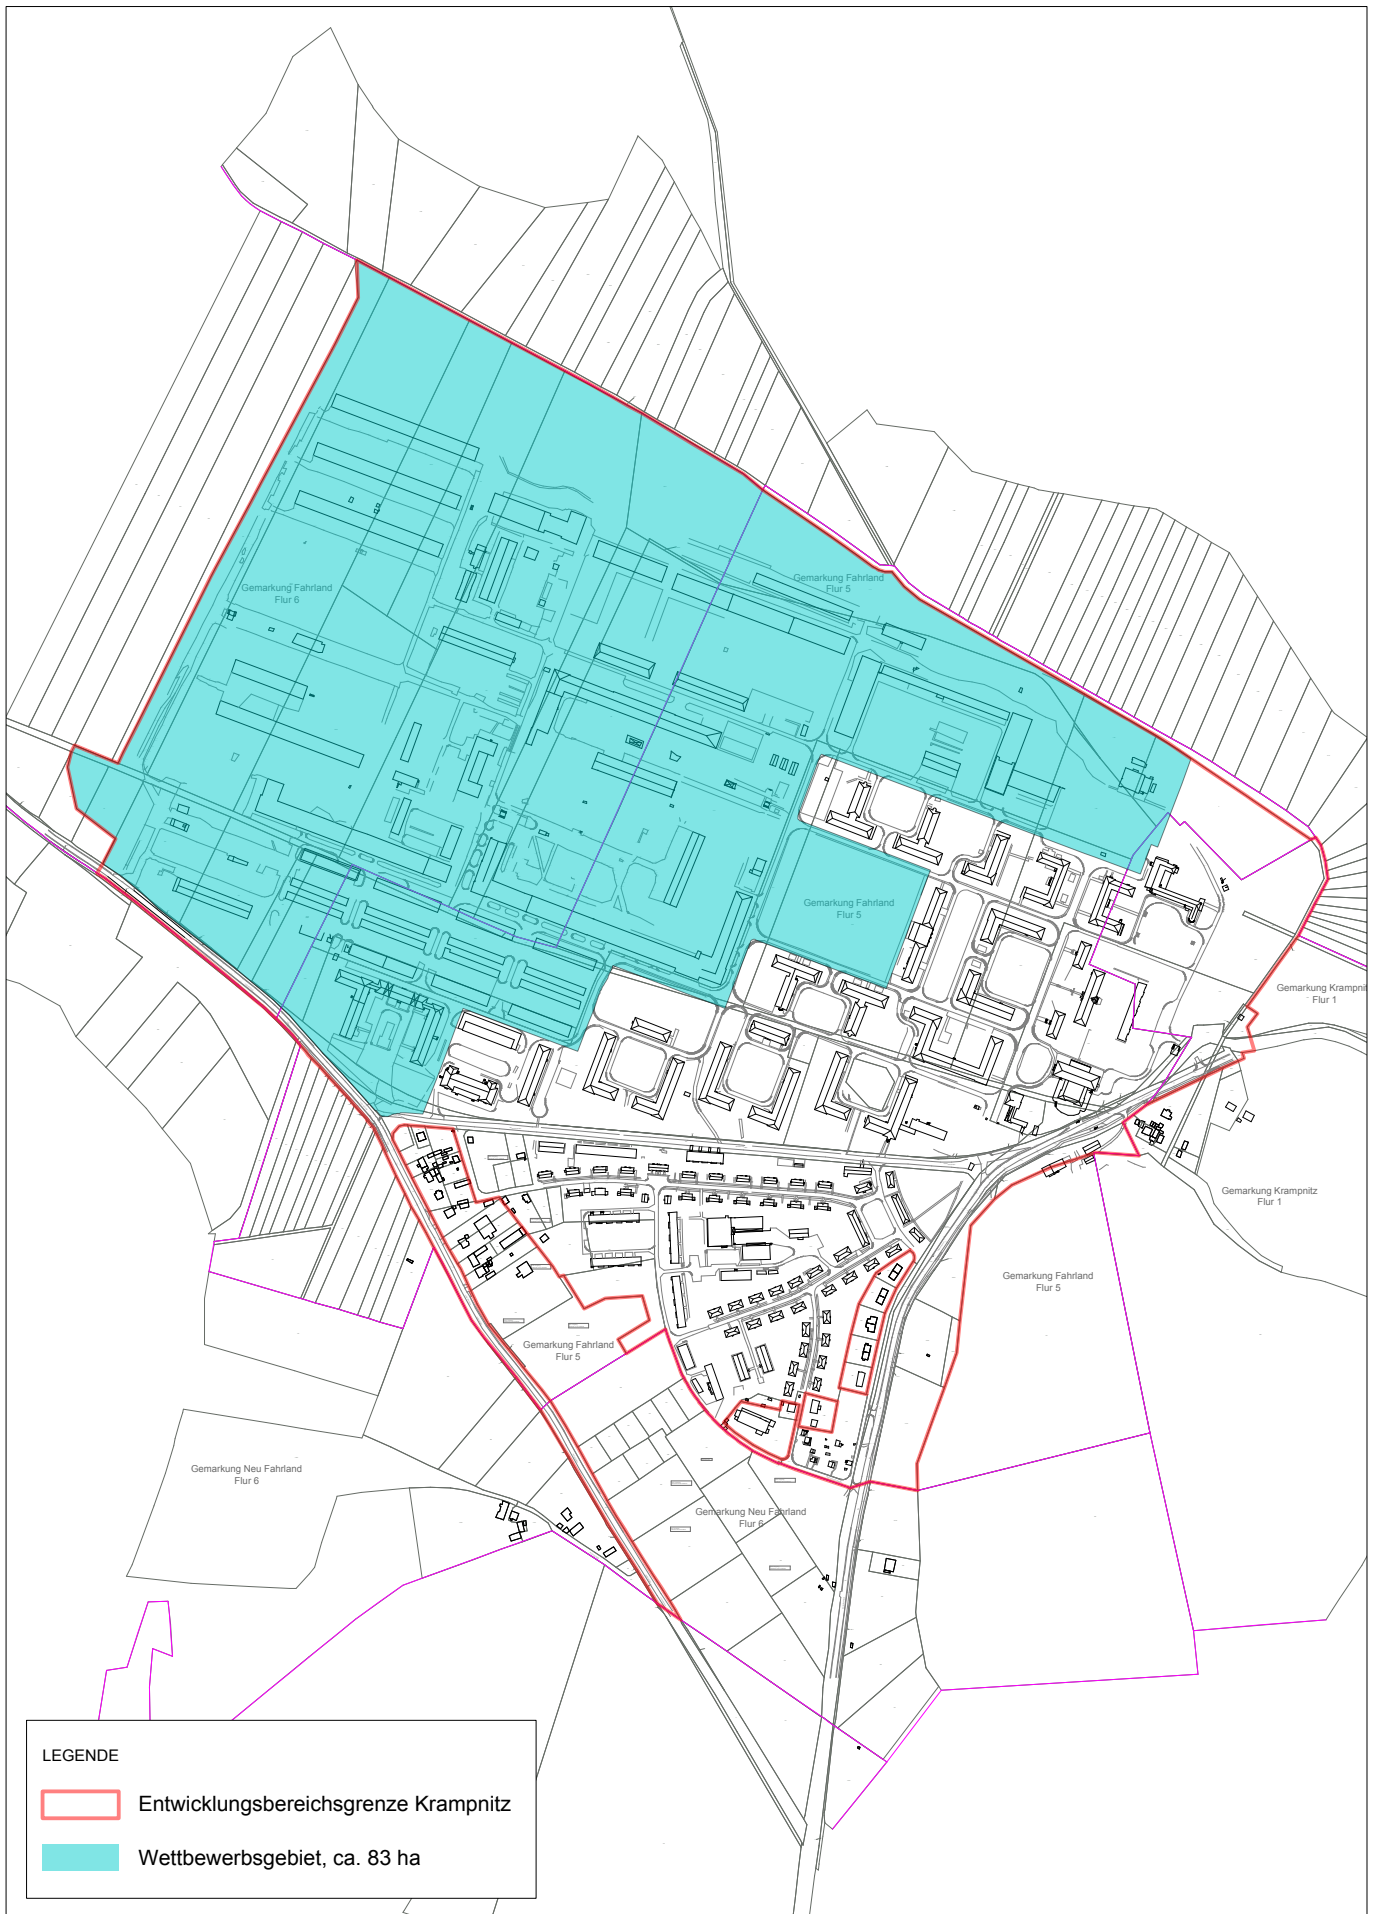 Gemarkung Fahrland
Flur 5
Gemarkung Fahrland
Flur 6
Gemarkung Fahrland
Flur 5
Gemarkung Krampnitz
Flur 1
Gemarkung Krampnitz
Flur 1
Gemarkung Fahrland
Flur 5
Gemarkung Fahrland
Flur 5
Gemarkung Neu Fahrland
Flur 6
Gemarkung Neu Fahrland
Flur 6
LEGENDE
Entwicklungsbereichsgrenze Krampnitz
Wettbewerbsgebiet, ca. 83 ha